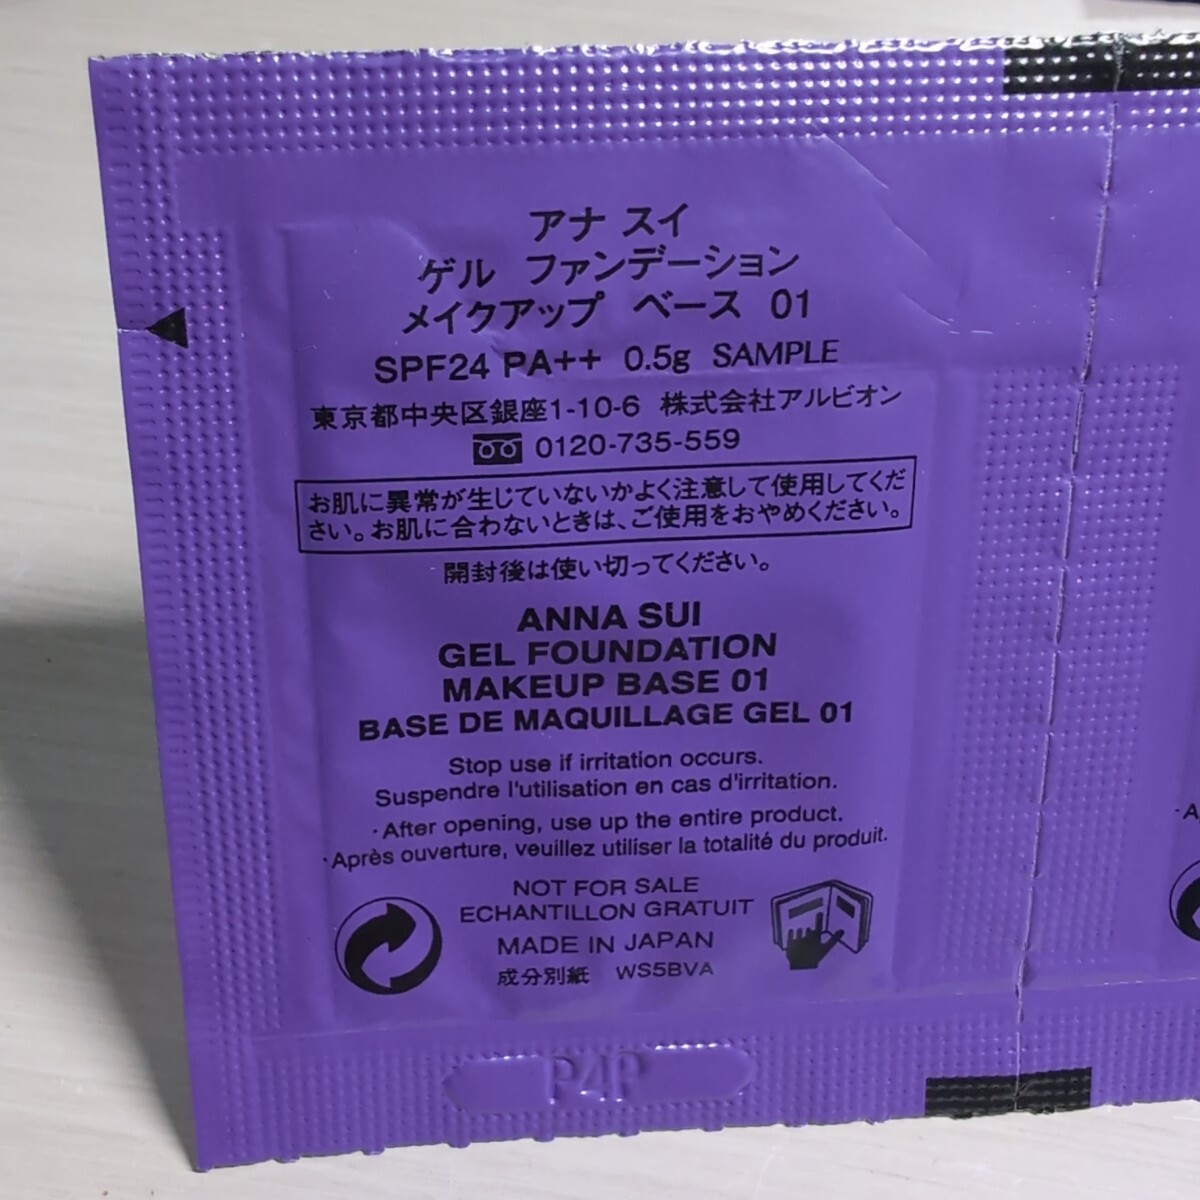 アナ スイ
ゲル ファンデーション
メイクアップ ベース 01
SPF24 PA++ 0.5g SAMPLE
東京都中央区銀座1-10-6 株式会社アルビオン
0120-735-559
お肌に異常が生じていないかよく注意して使用してくだ
さい。お肌に合わないときは、ご使用をおやめください。
開封後は使い切ってください。
ANNA SUI
GEL FOUNDATION
MAKEUP BASE 01
BASE DE MAQUILLAGE GEL 01
Stop use if irritation occurs.
Suspendre l'utilisation en cas d'irritation.
·After opening, use up the entire product.
·Après ouverture, veuillez utiliser la totalité du produit.
NOT FOR SALE
ECHANTILLON GRATUIT
MADE IN JAPAN
成分別紙 WS5BVA
P4P